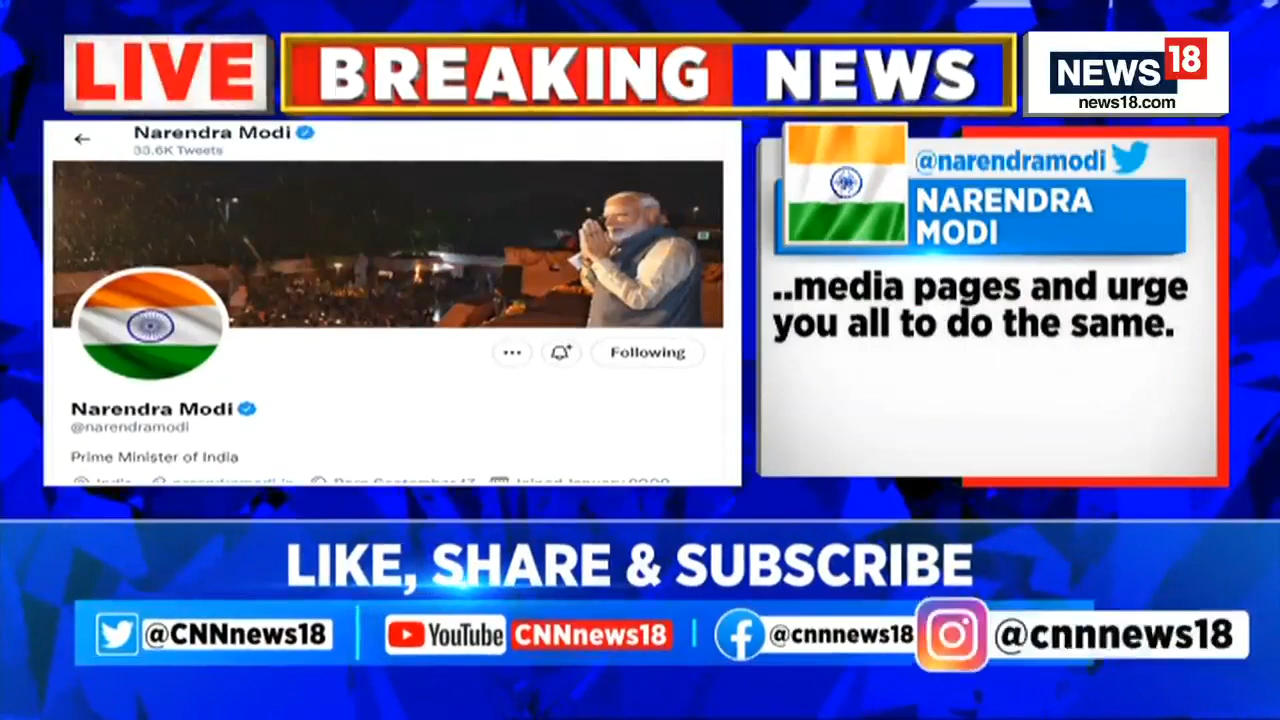 LIVE
BREAKING NEWS
NEWS 18
news18.com
Narendra Modi
33.6K Tweets
Following
Narendra Modi
@narendramodi
Prime Minister of India
@narendramodi
NARENDRA
MODI
..media pages and urge
you all to do the same.
LIKE, SHARE & SUBSCRIBE
@CNNnews18
YouTube CNNnews18
@cnnnews18
@cnnnews18